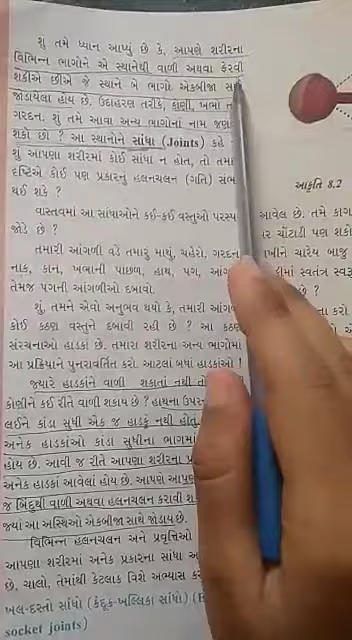 શું તમે ધ્યાન આપ્યું છે કે, આપણે શરીરના
વિભિન્ન ભાગોને એ સ્થાનેથી વાળી અથવા ફેરવી
શકીએ છીએ જે સ્થાને બે ભાગો એકબીજા
જોડાયેલા હોય છે. ઉદાહરણ તરીકે, કોણી, ખભો
ગરદન. શું તમે આવા અન્ય ભાગોનાં નામ
શકો છો ? આ સ્થાનોને સાંધા (Joints) કહે
શું આપણા શરીરમાં કોઈ સાંધા ન હોત, તો
દૃષ્ટિએ કોઈ પણ પ્રકારનું હલનચલન (ગતિ)
થઈ શકે ?
આકૃતિ 8.2
વાસ્તવમાં આ સાંધાઓને કઈ-કઈ વસ્તુઓ
જોડે છે ?
આવેલ છે. તમે કાગ
ચોંટાડી પણ શકો
તમારી આંગળી વડે તમારું માથું, ચહેરો, ગરદન
નાક, કાન, ખભાની પાછળ, હાથ, પગ,
તેમજ પગની આંગળીઓ દબાવો.
ચારેય બાજુ
સ્વતંત્ર
છે ?
શું, તમને એવો અનુભવ થયો કે, તમારી
કોઈ કઠણ વસ્તુને દબાવી રહી છે ? આ કઠણ
સંરચનાઓ હાડકાં છે. તમારા શરીરના અન્ય ભાગોમાં
આ પ્રક્રિયાને પુનરાવર્તિત કરો. આટલાં બધાં હાડકાંઓ !
જ્યારે હાડકાંને વાળી શકાતાં નથી તો
કોણીને કઈ રીતે વાળી શકાય છે ? હાથના
લઈને કાંડા સુધી એક જ હાડકું નથી હોતું.
અનેક હાડકાંઓ કાંડા સુધીના ભાગમાં
હોય છે. આવી જ રીતે આપણા શરીરના
અનેક હાડકાં આવેલાં હોય છે. આપણે
જ બિંદુથી વાળી અથવા હલનચલન કરાવી
જ્યાં આ અસ્થિઓ એકબીજા સાથે જોડાય છે.
વિભિન્ન હલનચલન અને પ્રવૃત્તિઓ
આપણા શરીરમાં અનેક પ્રકારના સાંધા
છે. ચાલો, તેમાંથી કેટલાક વિશે અભ્યાસ
ખલ-દસ્તો સાંધો (કંદુક-ખલ્લિકા સાંધો)
socket joints)